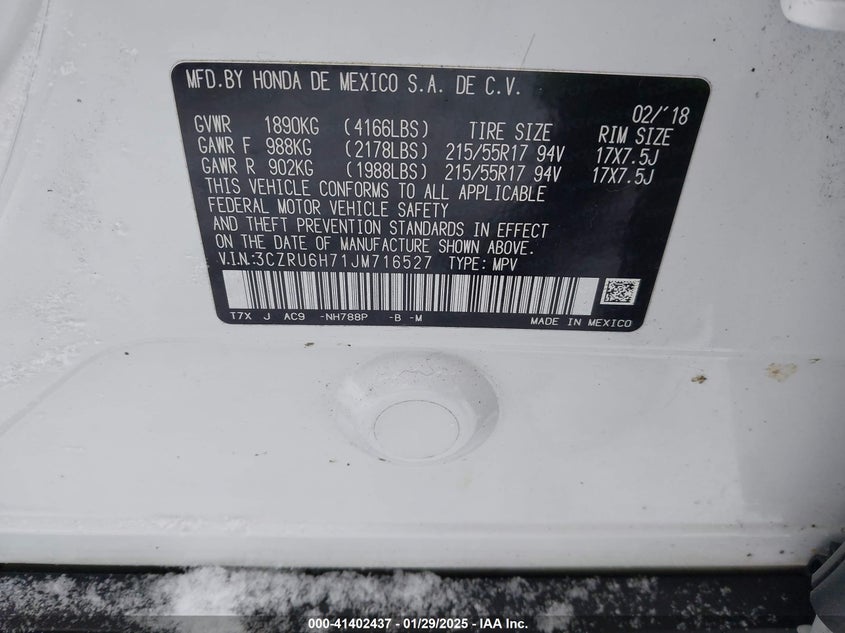 MFD.BY HONDA DE MEXICO S.A. DE C.V.
02/'18
GVWR 1890KG (4166LBS) TIRE SIZE RIM SIZE
GAWR F 988KG (2178LBS) 215/55R17 94V 17X7.5J
GAWR R 902KG (1988LBS) 215/55R17 94V 17X7.5J
THIS VEHICLE CONFORMS TO ALL APPLICABLE
FEDERAL MOTOR VEHICLE SAFETY
AND THEFT PREVENTION STANDARDS IN EFFECT
ON THE DATE OF MANUFACTURE SHOWN ABOVE.
V.I.N:3CZRU6H71JM716527 TYPE: MPV
T7X J AC9 -NH788P -B -M
MADE IN MEXICO
000-41402437 - 01/29/2025 - © IAA, Inc.